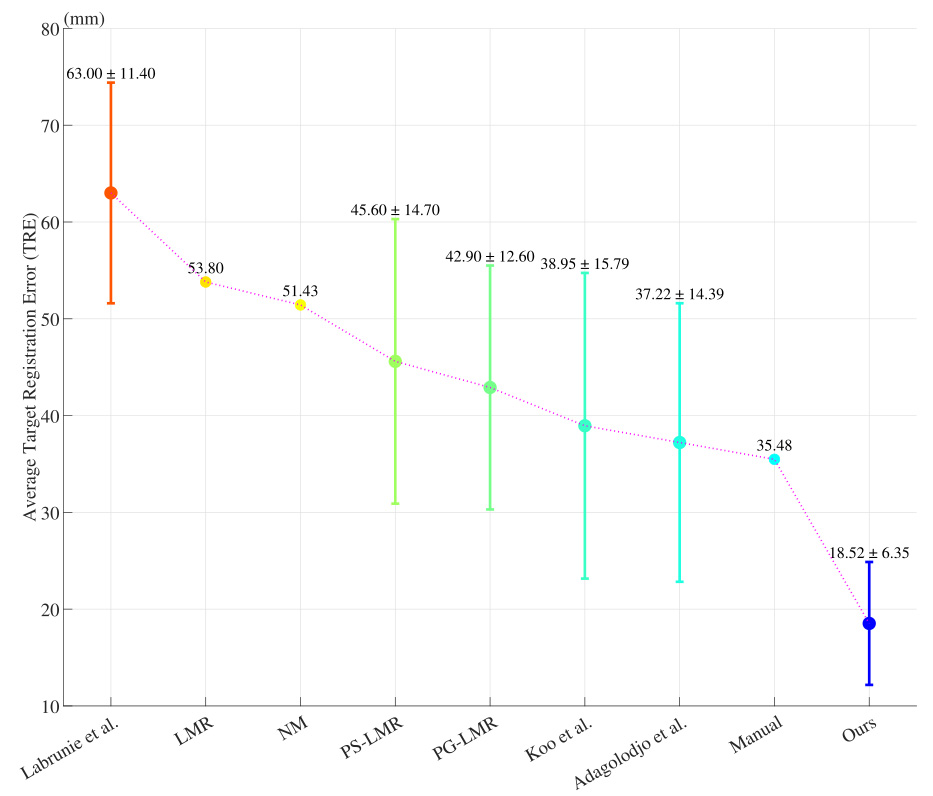 (mm)
80
70
60
50
40
30
20
10
Average Target Registration Error (TRE)
63.00 ± 11.40
53.80
51.43
45.60 ± 14.70
42.90 ± 12.60
38.95 ± 15.79
37.22 ± 14.39
35.48
18.52 ± 6.35
Labrunie et al.
LMR
NM
PS-LMR
PG-LMR
Koo et al.
Adagolodjo et al.
Manual
Ours